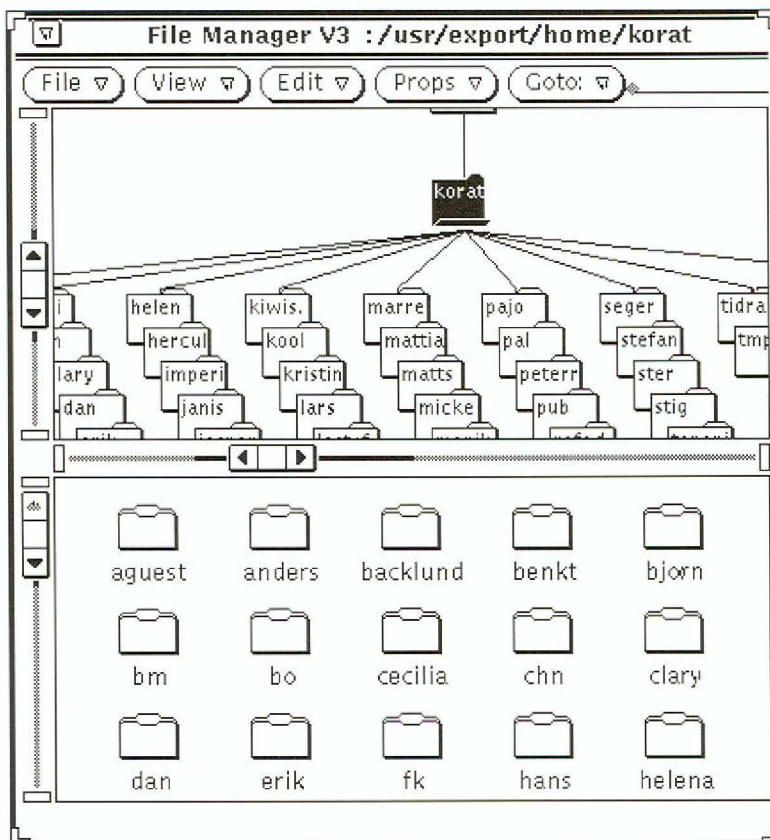 File Manager V3 :/usr/export/home/korat
File View Edit Props Goto:
korat
helen kiwis. marre pajo seger tidra
hercul kool mattia pal stefan tmp
lary imperi kristin matts peterr ster
dan janis lars micke pub stig
aguest anders backlund benkt bjorn
bm bo cecilia chn clary
dan erik fk hans helena